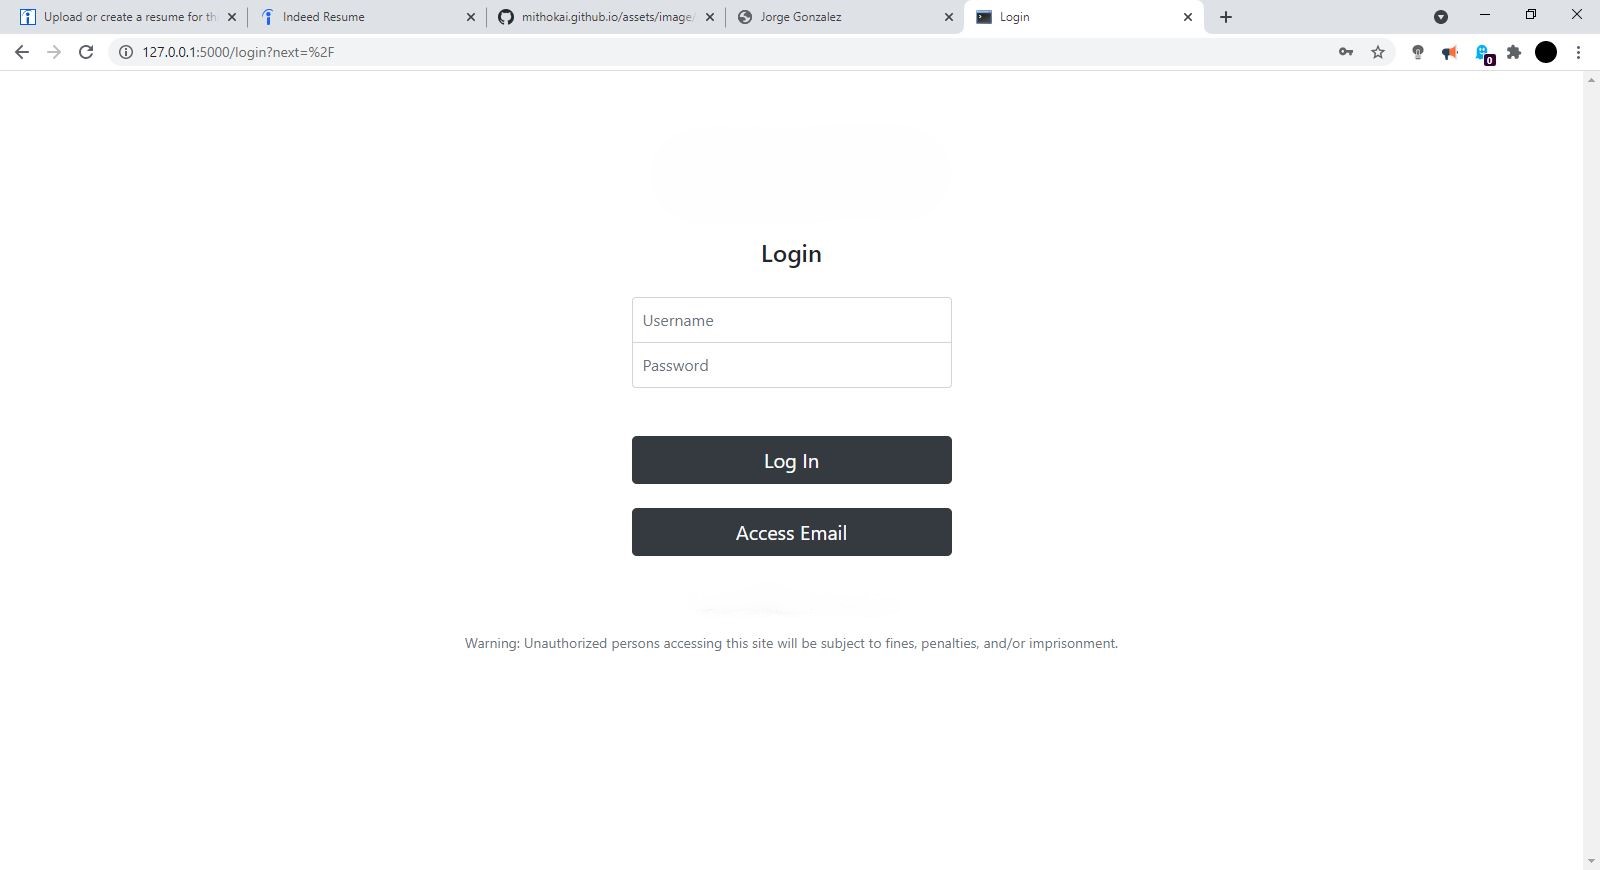 Upload or create a resume for thi
Indeed Resume
mithokai.github.io/assets/image/
Jorge Gonzalez
Login
127.0.0.1:5000/login?next=%2F
0
Login
Username
Password
Log In
Access Email
Warning: Unauthorized persons accessing this site will be subject to fines, penalties, and/or imprisonment.